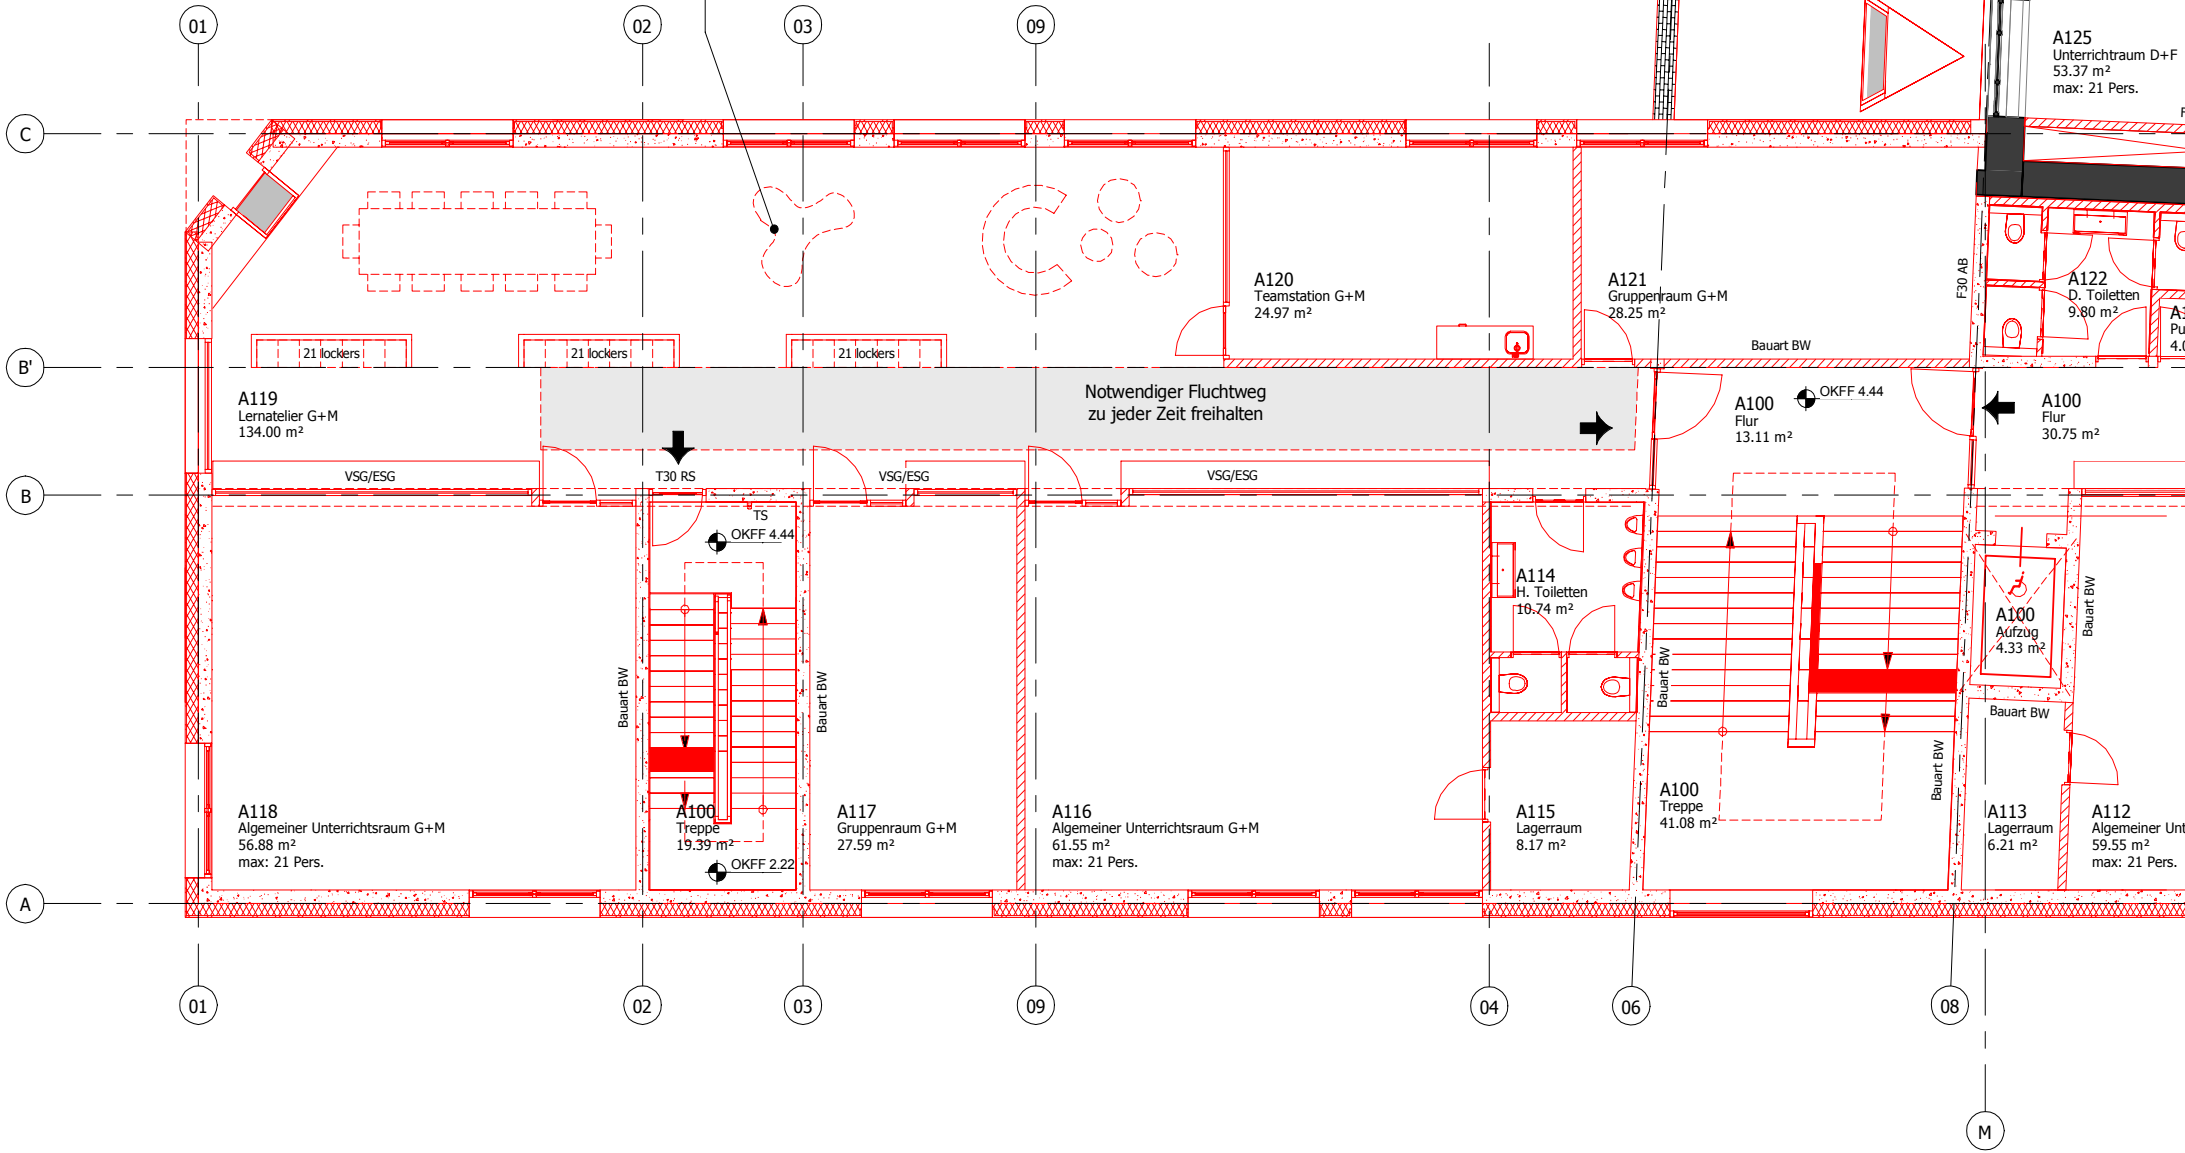 01
02
03
09
A125
Unterrichtraum D+F
53.37 m²
max: 21 Pers.
F
C
A120
Teamstation G+M
24.97 m²
A121
Gruppenraum G+M
28.25 m²
F30 AB
A122
D. Toiletten
9.80 m²
Pu
21 lockers
21 lockers
21 lockers
Bauart BW
B'
A119
Lernatelier G+M
134.00 m²
Notwendiger Fluchtweg
zu jeder Zeit freihalten
A100
Flur
13.11 m²
OKFF 4.44
A100
Flur
30.75 m²
VSG/ESG
T30 RS
VSG/ESG
VSG/ESG
B
TS
OKFF 4.44
A114
H. Toiletten
10.74 m²
A100
Aufzug
4.33 m²
Bauart BW
Bauart BW
Bauart BW
Bauart BW
Bauart BW
Bauart BW
A118
Algemeiner Unterrichtsraum G+M
56.88 m²
max: 21 Pers.
A100
Treppe
19.39 m²
OKFF 2.22
A117
Gruppenraum G+M
27.59 m²
A116
Algemeiner Unterrichtsraum G+M
61.55 m²
max: 21 Pers.
A115
Lagerraum
8.17 m²
A100
Treppe
41.08 m²
A113
Lagerraum
6.21 m²
A112
Algemeiner Unt
59.55 m²
max: 21 Pers.
A
01
02
03
09
04
06
08
M